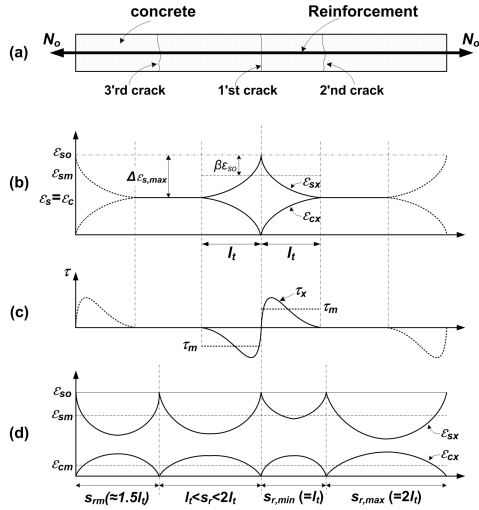 concrete
Reinforcement
N₀
N₀
(a)
3'rd crack
1'st crack
2'nd crack
ε_so
ε_sm
ε_s=ε_c
(b)
Δε_s,max
βε_so
ε_sx
ε_cx
l_t
l_t
τ
(c)
τ_x
τ_m
τ_m
ε_so
ε_sm
(d)
ε_cm
ε_sx
ε_cx
s_rm(≈1.5l_t)
l_t<s_r<2l_t
s_r,min (=l_t)
s_r,max (=2l_t)